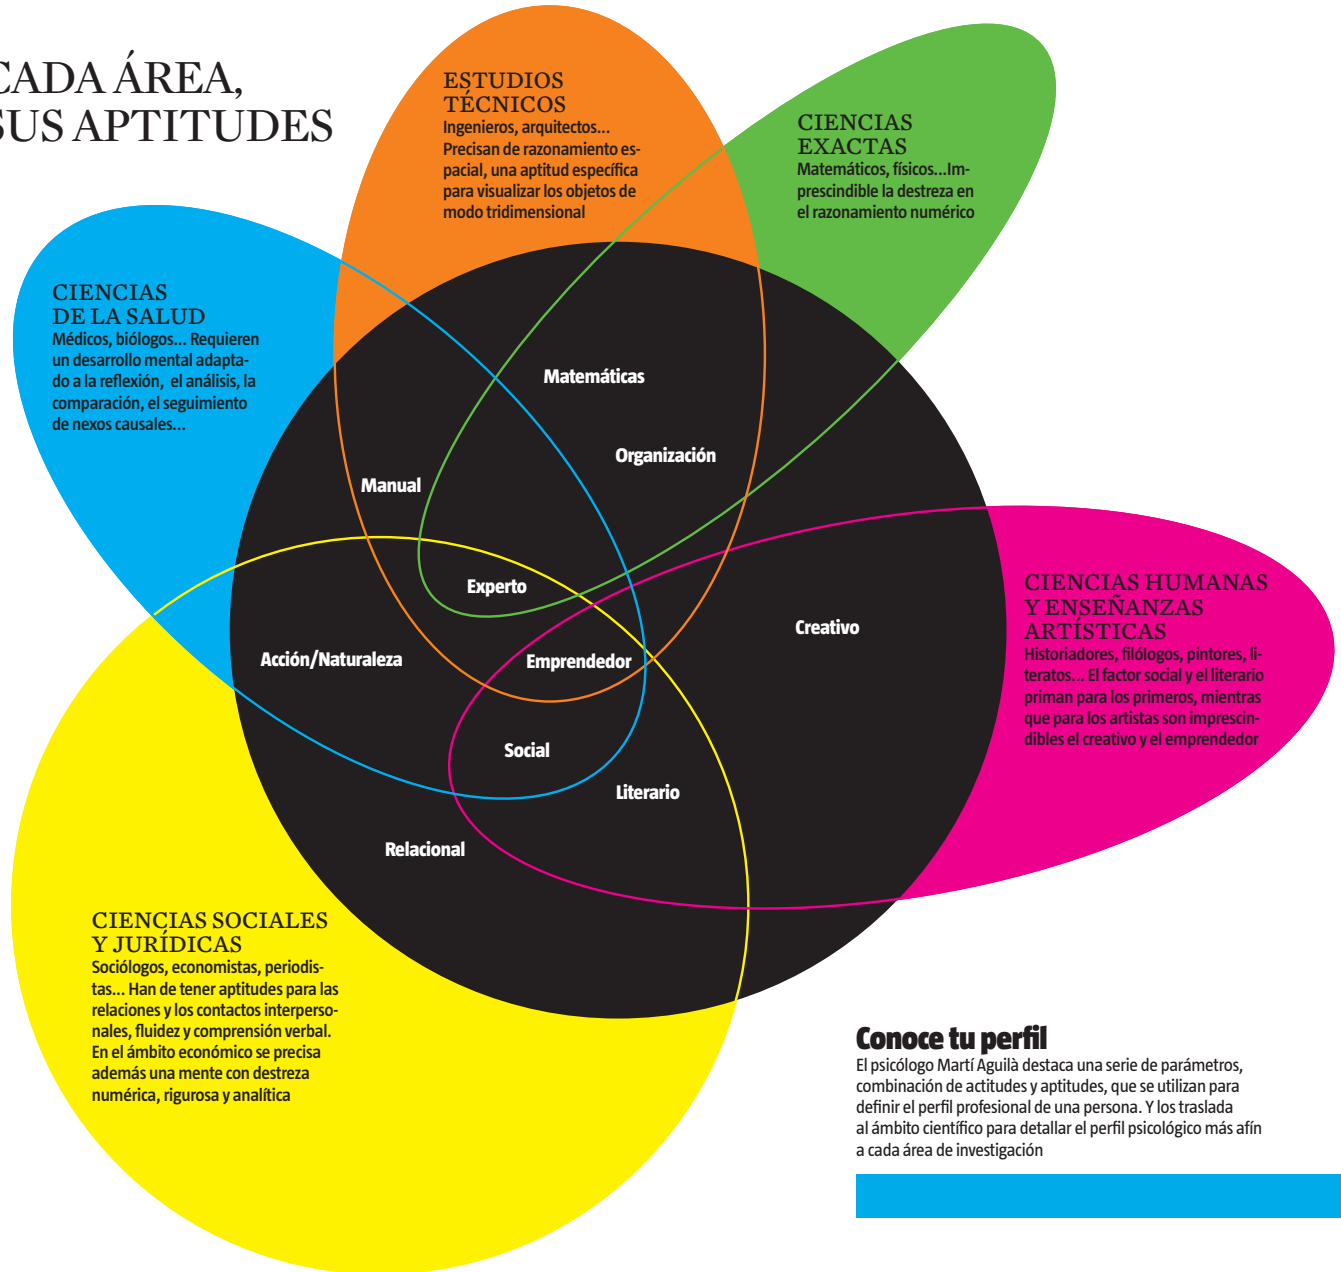 CADA ÁREA,
SUS APTITUDES
ESTUDIOS
TÉCNICOS
Ingenieros, arquitectos...
Precisan de razonamiento es-
pacial, una aptitud específica
para visualizar los objetos de
modo tridimensional
CIENCIAS
EXACTAS
Matemáticos, físicos...Im-
prescindible la destreza en
el razonamiento numérico
CIENCIAS
DE LA SALUD
Médicos, biólogos... Requieren
un desarrollo mental adapta-
do a la reflexión, el análisis, la
comparación, el seguimiento
de nexos causales...
Matemáticas
Organización
Manual
Experto
Creativo
Acción/Naturaleza
Emprendedor
Social
Literario
Relacional
CIENCIAS HUMANAS
Y ENSEÑANZAS
ARTÍSTICAS
Historiadores, filólogos, pintores, li-
teratos... El factor social y el literario
priman para los primeros, mientras
que para los artistas son imprescin-
dibles el creativo y el emprendedor
CIENCIAS SOCIALES
Y JURÍDICAS
Sociólogos, economistas, periodis-
tas... Han de tener aptitudes para las
relaciones y los contactos interperso-
nales, fluidez y comprensión verbal.
En el ámbito económico se precisa
además una mente con destreza
numérica, rigurosa y analítica
Conoce tu perfil
El psicólogo Martí Aguilà destaca una serie de parámetros,
combinación de actitudes y aptitudes, que se utilizan para
definir el perfil profesional de una persona. Y los traslada
al ámbito científico para detallar el perfil psicológico más afín
a cada área de investigación